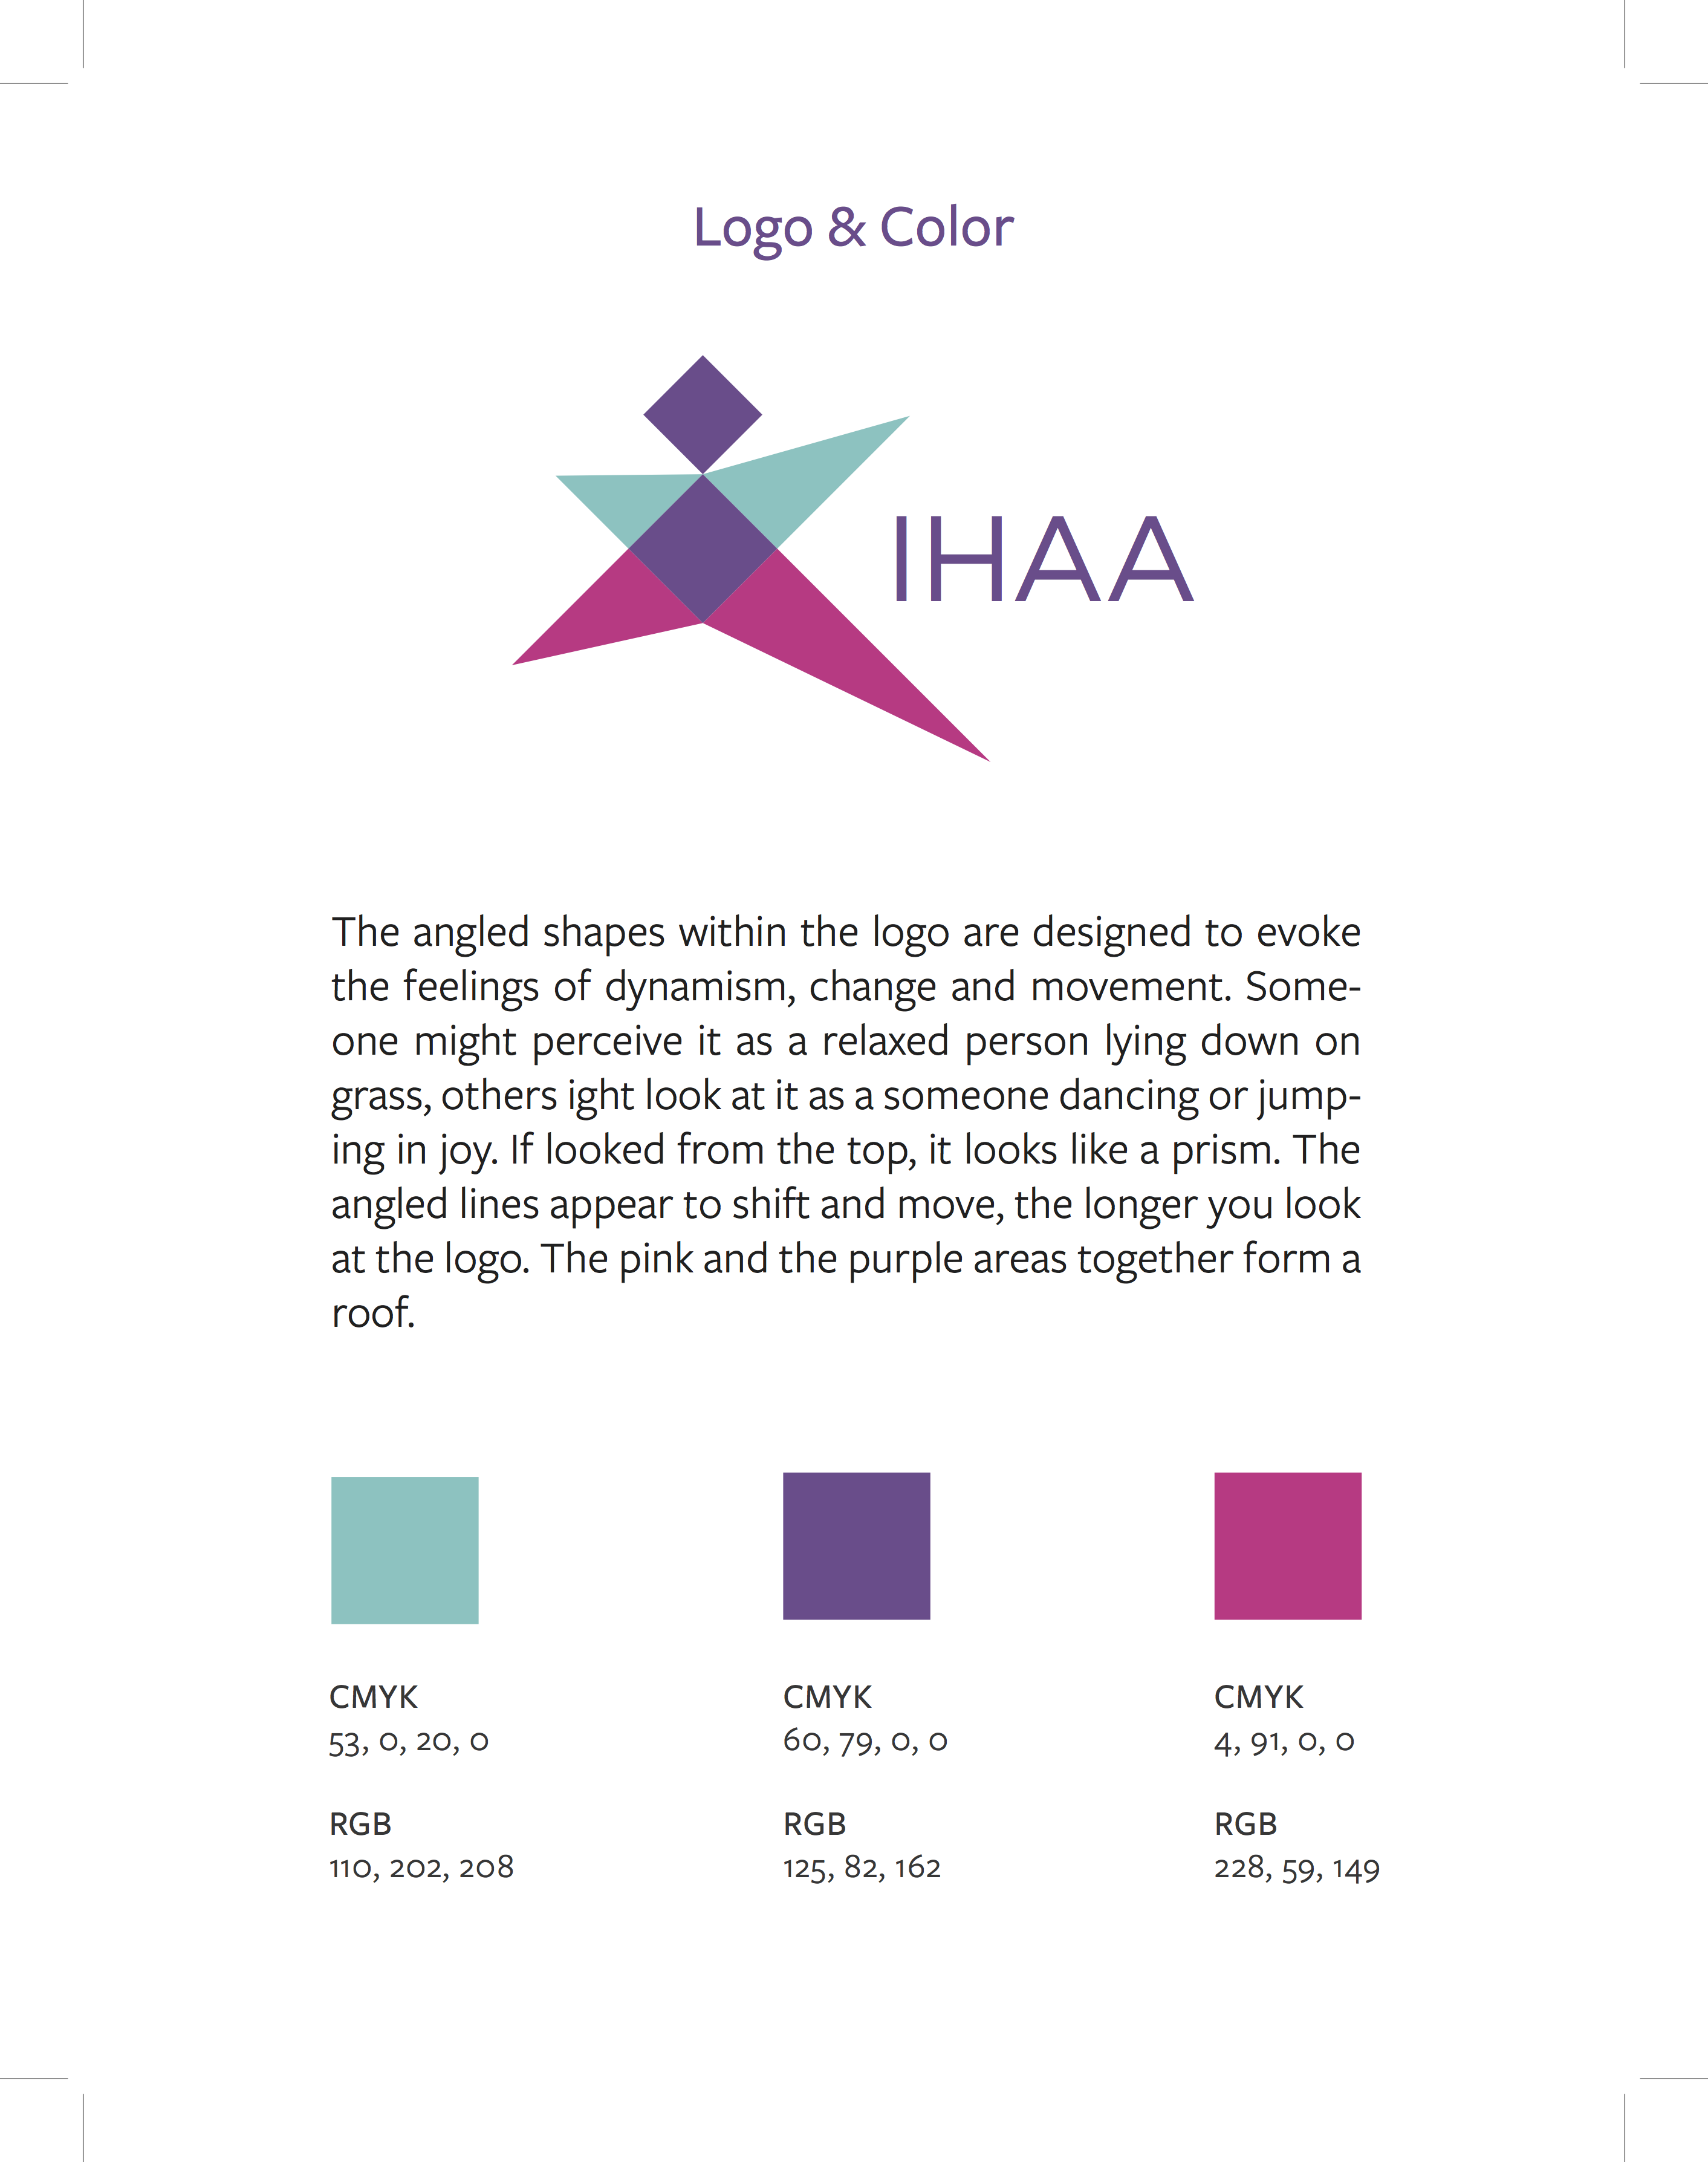 Logo & Color
IHAA
The angled shapes within the logo are designed to evoke
the feelings of dynamism, change and movement. Some-
one might perceive it as a relaxed person lying down on
grass, others ight look at it as a someone dancing or jump-
ing in joy. If looked from the top, it looks like a prism. The
angled lines appear to shift and move, the longer you look
at the logo. The pink and the purple areas together form a
roof.
CMYK
53, 0, 20, 0
RGB
110, 202, 208
CMYK
60, 79, 0, 0
RGB
125, 82, 162
CMYK
4, 91, 0, 0
RGB
228, 59, 149